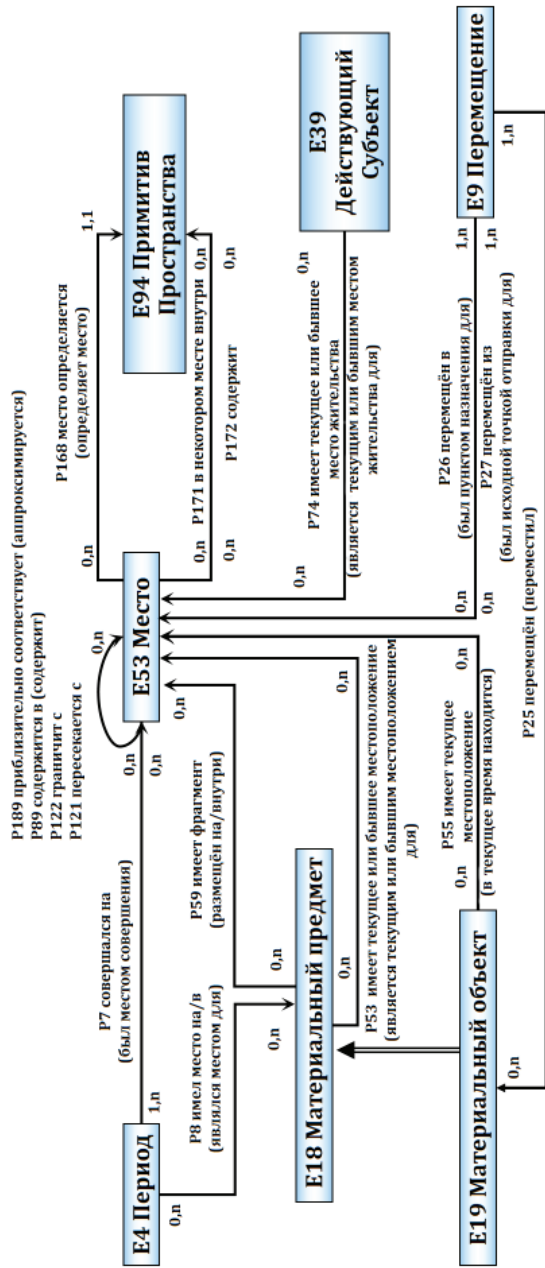 P189 приблизительно соответствует (аппроксимируется)
P89 содержится в (содержит)
P122 граничит с
P121 пересекается с
E4 Период
1,n
P7 совершался на
(был местом совершения)
0,n
0,n
E53 Место
0,n
0,n
P168 место определяется
(определяет место)
1,1
E94 Примитив
Пространства
0,n
P171 в некотором месте внутри
0,n
0,n
P172 содержит
0,n
0,n
P8 имел место на/в
(являлся местом для)
0,n
P59 имеет фрагмент
(размещён на/внутри)
0,n
0,n
E18 Материальный предмет
0,n
P53 имеет текущее или бывшее местоположение
(является текущим или бывшим местоположением
для)
0,n
0,n
P74 имеет текущее или бывшее
место жительства
(является текущим или бывшим местом
жительства для)
0,n
E39
Действующий
Субъект
E19 Материальный объект
0,n
P55 имеет текущее
местоположение
(в текущее время находится)
0,n
0,n
0,n
P26 перемещён в
(был пунктом назначения для)
P27 перемещён из
(был исходной точкой отправки для)
1,n
1,n
E9 Перемещение
1,n
P25 перемещён (переместил)
0,n